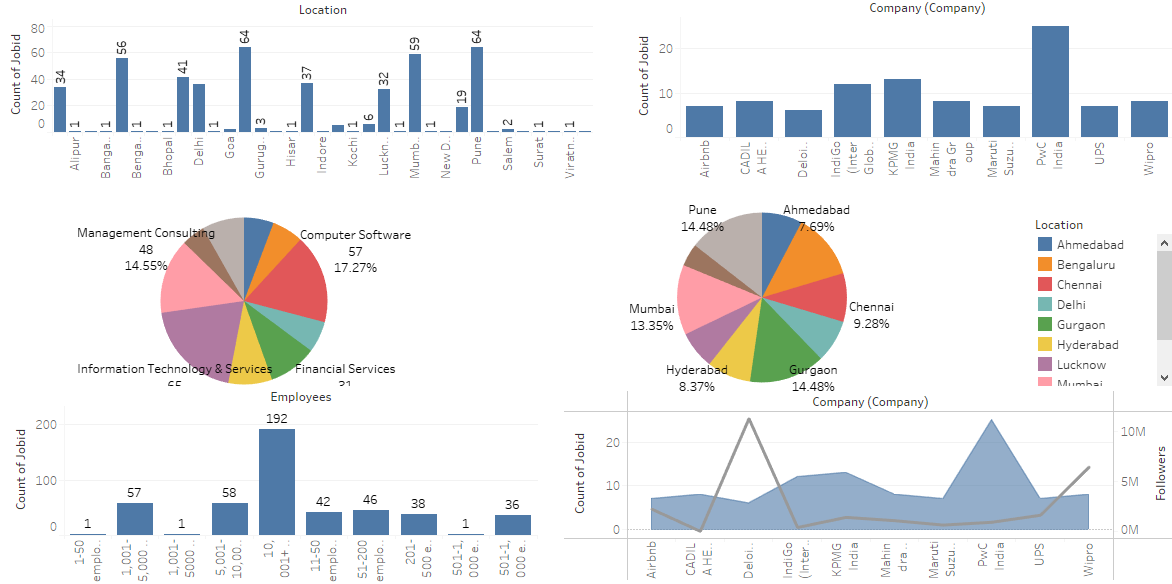 Location
Count of Jobid
80
60
40
20
0
34
1
1
56
1
1
41
1
64
3
1
37
1
6
32
1
59
1
19
64
2
1
1
Alipur
Banga..
Benga..
Bhopal
Delhi
Goa
Gurug..
Hisar
Indore
Kochi
Luckn..
Mumb..
New D..
Pune
Salem
Surat
Viratn..
Company (Company)
Count of Jobid
20
10
0
Airbnb
CADIL
A HE..
Deloi..
IndiGo
(Inter
Glob..
KPMG
India
Mahin
dra Gr
oup
Maruti
Suzu..
PwC
India
UPS
Wipro
Management Consulting
48
14.55%
Computer Software
57
17.27%
Information Technology & Services
65
Financial Services
31
Pune
14.48%
Ahmedabad
7.69%
Mumbai
13.35%
Chennai
9.28%
Hyderabad
8.37%
Gurgaon
14.48%
Location
Ahmedabad
Bengaluru
Chennai
Delhi
Gurgaon
Hyderabad
Lucknow
Mumbai
Employees
Count of Jobid
200
100
0
1
57
1
58
192
42
46
38
1
36
1-50
emplo..
1,001-
5,000 ..
1,001-
5000 ..
5,001-
10,00..
10,
001+ ..
11-50
emplo..
51-200
emplo..
201-
500 e..
501-1,
000 e..
501-1,
000 e..
Company (Company)
Count of Jobid
20
10
0
10M
5M
0M
Followers
Airbnb
CADIL
A HE..
Deloi..
IndiGo
(Inter..
KPMG
India
Mahin
dra..
Maruti
Suzu..
PwC
India
UPS
Wipro